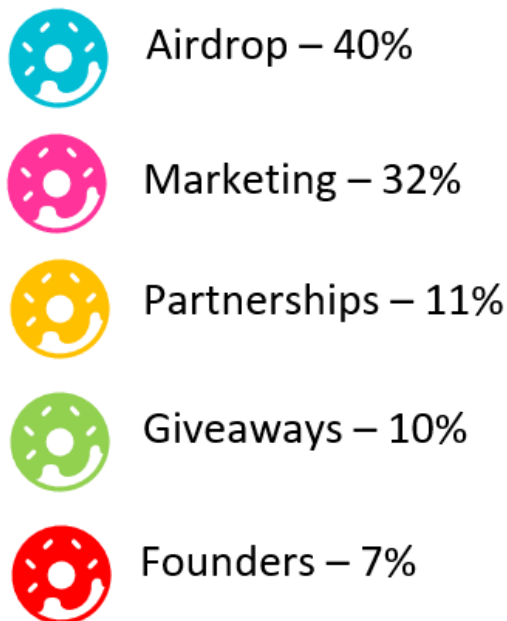 Airdrop – 40%
Marketing – 32%
Partnerships – 11%
Giveaways – 10%
Founders – 7%